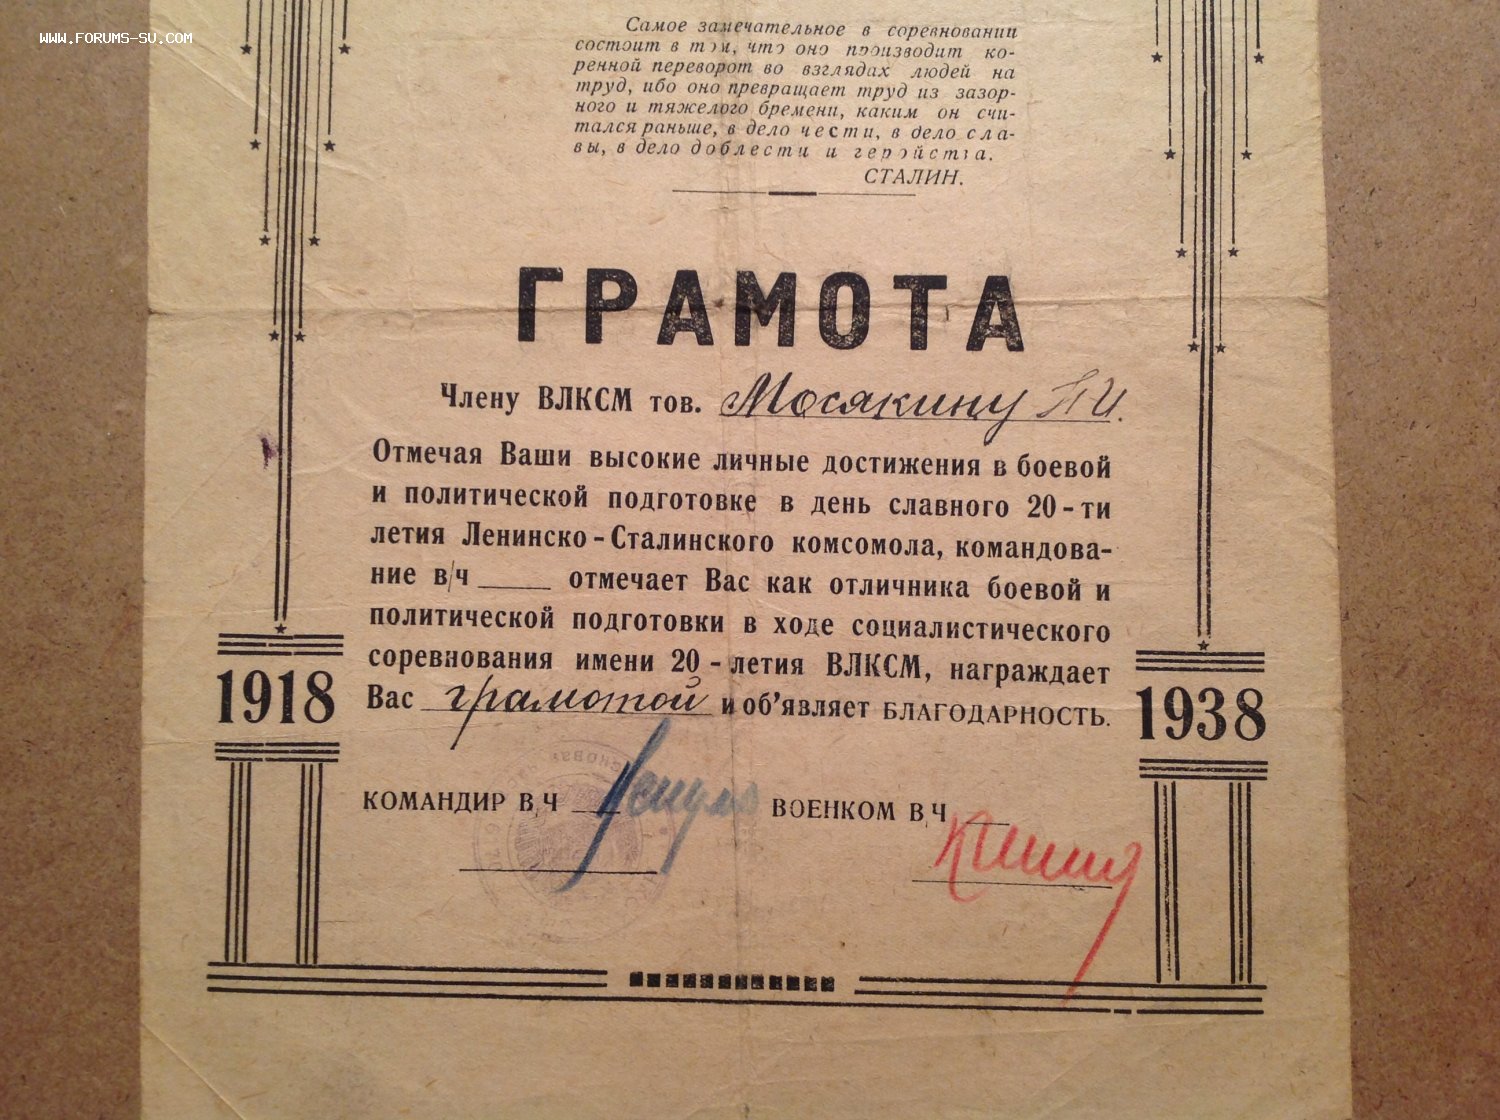 WWW.FORUMS-SU.COM
Самое замечательное в соревновании
состоит в том, что оно производит ко-
ренной переворот во взглядах людей на
труд, ибо оно превращает труд из зазор-
ного и тяжелого бремени, каким он счи-
тался раньше, в дело чести, в дело сла-
вы, в дело доблести и геройства.
СТАЛИН.
ГРАМОТА
Члену ВЛКСМ тов. Мосякину П И.
Отмечая Ваши высокие личные достижения в боевой
и политической подготовке в день славного 20-ти
летия Ленинско-Сталинского комсомола, командова-
ние в/ч ____ отмечает Вас как отличника боевой и
политической подготовки в ходе социалистического
соревнования имени 20-летия ВЛКСМ, награждает
Вас грамотой и об'являет БЛАГОДАРНОСТЬ.
1918
1938
КОМАНДИР В/Ч
ВОЕНКОМ В/Ч